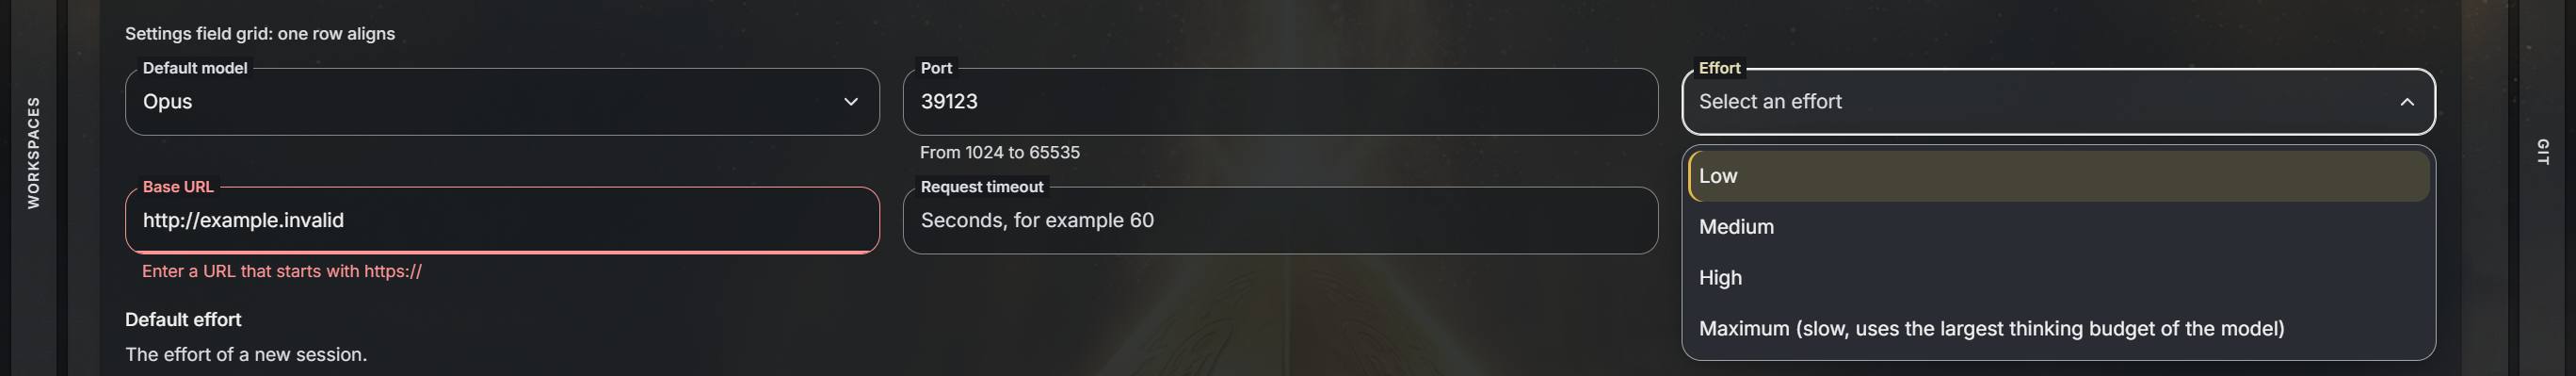 WORKSPACES
Settings field grid: one row aligns
Default model
Opus
Port
39123
From 1024 to 65535
Effort
Select an effort
Low
Medium
High
Maximum (slow, uses the largest thinking budget of the model)
Base URL
http://example.invalid
Enter a URL that starts with https://
Request timeout
Seconds, for example 60
Default effort
The effort of a new session.
GIT